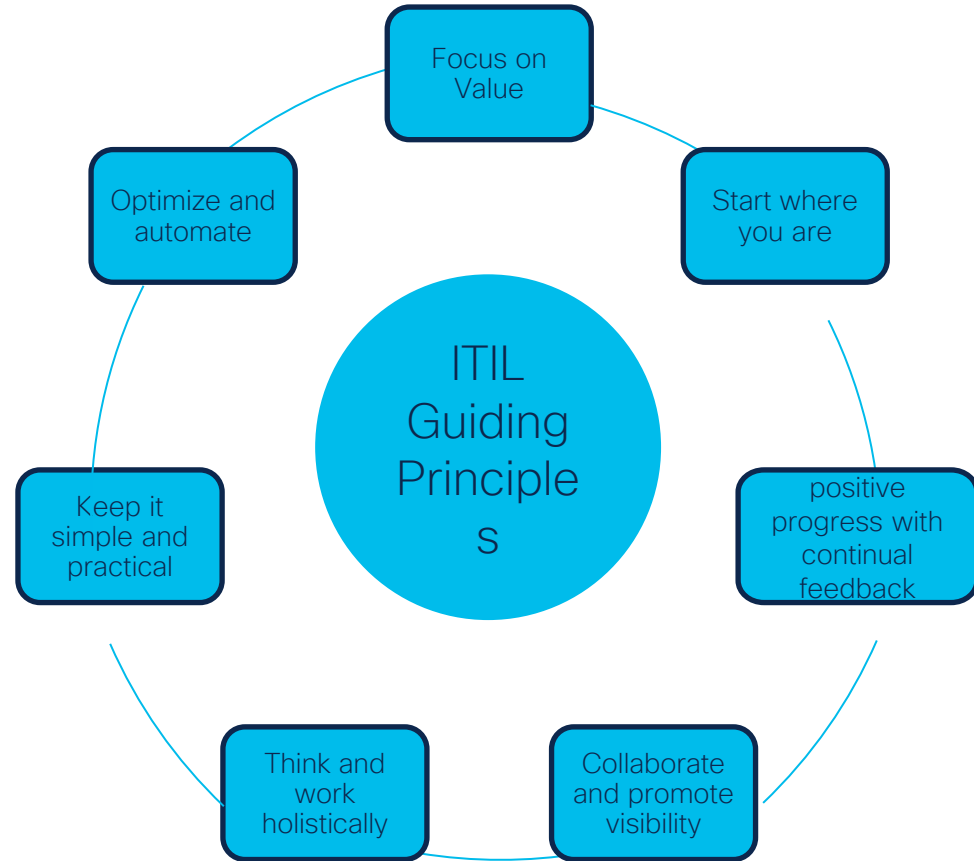 Focus on
Value
Start where
you are
positive
progress with
continual
feedback
Collaborate
and promote
visibility
Think and
work
holistically
Keep it
simple and
practical
Optimize and
automate
ITIL
Guiding
Principle
s